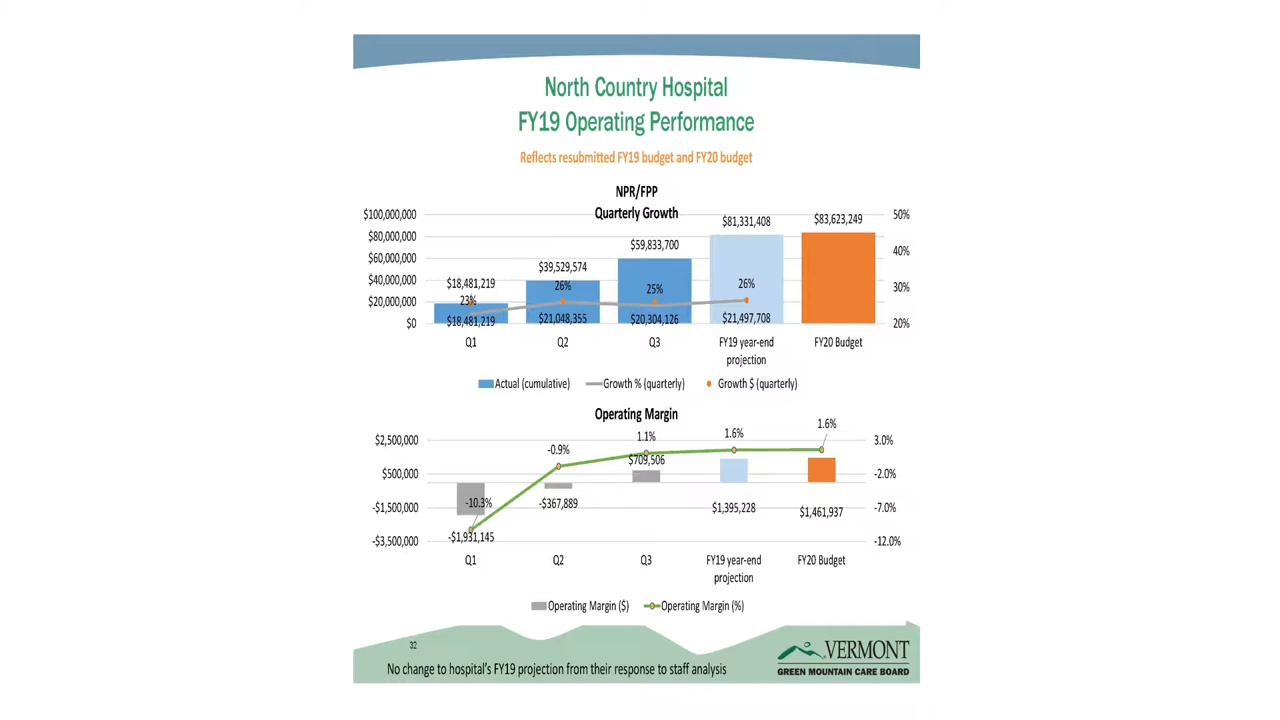 North Country Hospital
FY19 Operating Performance
Reflects resubmitted FY19 budget and FY20 budget
NPR/FPP
Quarterly Growth
$100,000,000
$80,000,000
$60,000,000
$40,000,000
$20,000,000
$0
50%
40%
30%
20%
$18,481,219
$39,529,574
$59,833,700
$81,331,408
$83,623,249
23%
26%
25%
26%
$18,481,219
$21,048,355
$20,304,126
$21,497,708
Q1
Q2
Q3
FY19 year-end
projection
FY20 Budget
Actual (cumulative)
Growth % (quarterly)
Growth $ (quarterly)
Operating Margin
$2,500,000
$500,000
-$1,500,000
-$3,500,000
3.0%
-2.0%
-7.0%
-12.0%
-10.3%
-0.9%
1.1%
1.6%
1.6%
-$1,931,145
-$367,889
$709,506
$1,395,228
$1,461,937
Q1
Q2
Q3
FY19 year-end
projection
FY20 Budget
Operating Margin ($)
Operating Margin (%)
32
No change to hospital's FY19 projection from their response to staff analysis
VERMONT
GREEN MOUNTAIN CARE BOARD